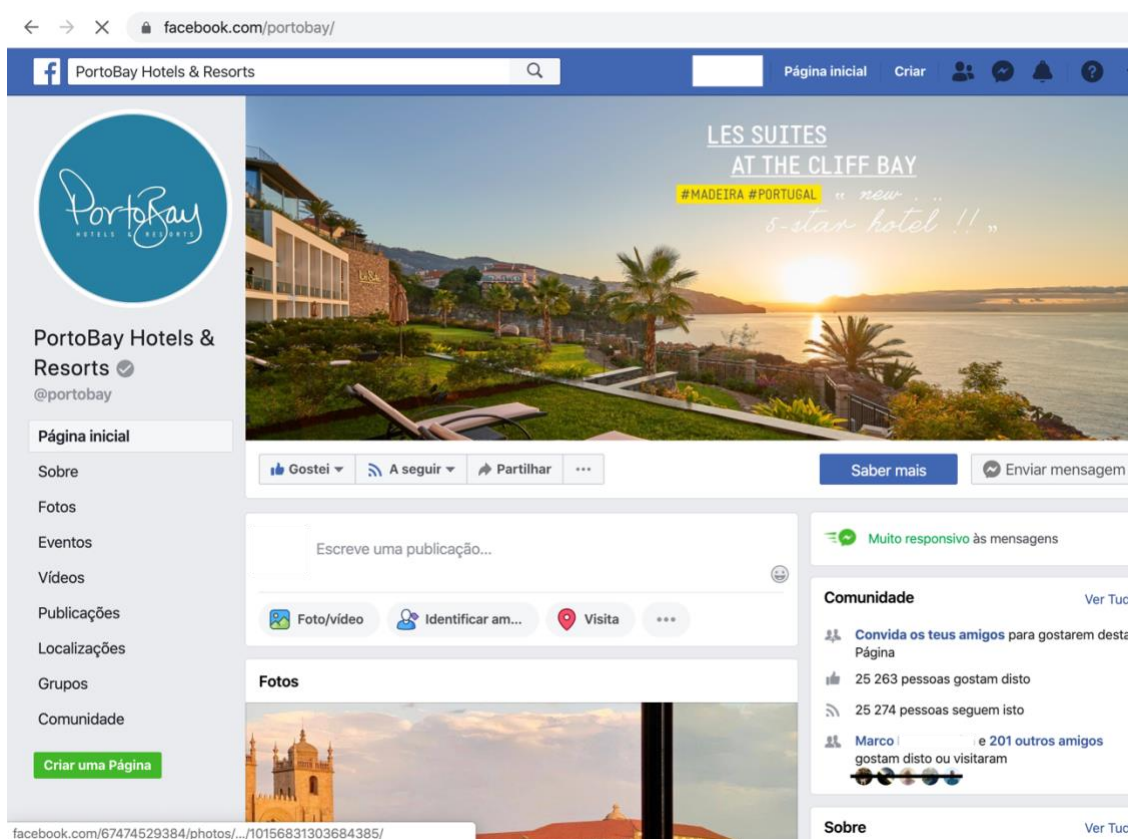 facebook.com/portobay/
PortoBay Hotels & Resorts
Página inicial
Criar
PortoBay
HOTELS & RESORTS
LES SUITES
AT THE CLIFF BAY
#MADEIRA #PORTUGAL
“ new . . ..
5-star hotel !! ”
PortoBay Hotels &
Resorts
@portobay
Página inicial
Sobre
Fotos
Eventos
Vídeos
Publicações
Localizações
Grupos
Comunidade
Criar uma Página
Gostei
A seguir
Partilhar
Saber mais
Enviar mensagem
Escreve uma publicação...
Foto/vídeo
Identificar am...
Visita
Fotos
Muito responsivo às mensagens
Comunidade
Ver Tud
Convida os teus amigos para gostarem desta
Página
25 263 pessoas gostam disto
25 274 pessoas seguem isto
Marco
e 201 outros amigos
gostam disto ou visitaram
Sobre
Ver Tud
facebook.com/67474529384/photos/.../10156831303684385/